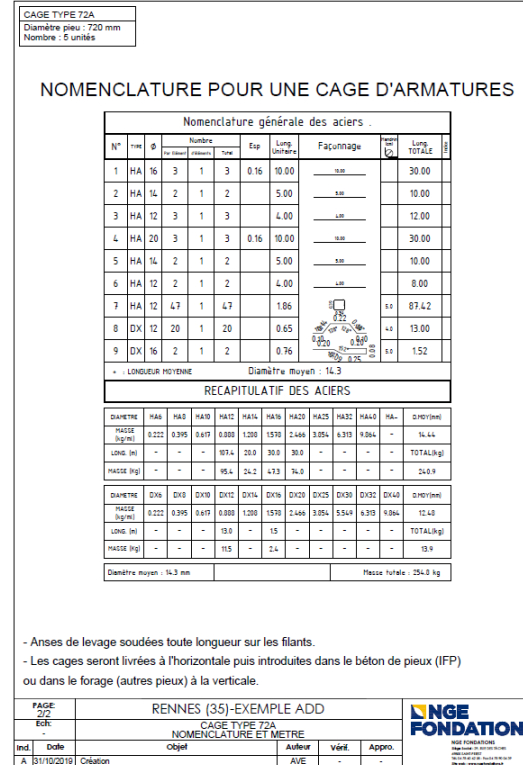 CAGE TYPE 72A
Diamètre pieu : 720 mm
Nombre : 5 unités
NOMENCLATURE POUR UNE CAGE D'ARMATURES
Nomenclature générale des aciers .
N° TYPE Ø Nombre Esp Long. Unitaire Façonnage Mandrin (cm) Long. TOTALE Indice
Par Elément d'Eléments Total
1 HA 16 3 1 3 0.16 10.00 10.00 30.00
2 HA 14 2 1 2 5.00 5.00 10.00
3 HA 12 3 1 3 4.00 4.00 12.00
4 HA 20 3 1 3 0.16 10.00 10.00 30.00
5 HA 14 2 1 2 5.00 5.00 10.00
6 HA 12 2 1 2 4.00 4.00 8.00
7 HA 12 47 1 47 1.86 5.0 87.42
8 DX 12 20 1 20 0.65 0.22 4.0 13.00
9 DX 16 2 1 2 0.76 0.20 0.20 0.25 0.08 5.0 1.52
* : LONGUEUR MOYENNE Diamètre moyen : 14.3
RECAPITULATIF DES ACIERS
DIAMETRE HA6 HA8 HA10 HA12 HA14 HA16 HA20 HA25 HA32 HA40 HA- D.MOY(mm)
MASSE (kg/ml) 0.222 0.395 0.617 0.888 1.208 1.578 2.466 3.854 6.313 9.864 - 14.44
LONG. (m) - - - 107.4 20.0 30.0 30.0 - - - - TOTAL(kg)
MASSE (Kg) - - - 95.4 24.2 47.3 74.0 - - - - 240.9
DIAMETRE DX6 DX8 DX10 DX12 DX14 DX16 DX20 DX25 DX30 DX32 DX40 D.MOY(mm)
MASSE (kg/ml) 0.222 0.395 0.617 0.888 1.208 1.578 2.466 3.854 5.549 6.313 9.864 12.48
LONG. (m) - - - 13.0 - 1.5 - - - - - TOTAL(kg)
MASSE (Kg) - - - 11.5 - 2.4 - - - - - 13.9
Diamètre moyen : 14.3 mm Masse totale : 254.8 kg
- Anses de levage soudées toute longueur sur les filants.
- Les cages seront livrées à l'horizontale puis introduites dans le béton de pieux (IFP)
ou dans le forage (autres pieux) à la verticale.
PAGE: 2/2 RENNES (35)-EXEMPLE ADD
Ech: - CAGE TYPE 72A
NOMENCLATURE ET METRE
Ind. Date Objet Auteur Vérif. Appro.
A 31/10/2019 Création AVE - -
NGE
FONDATIONS
NGE FONDATIONS